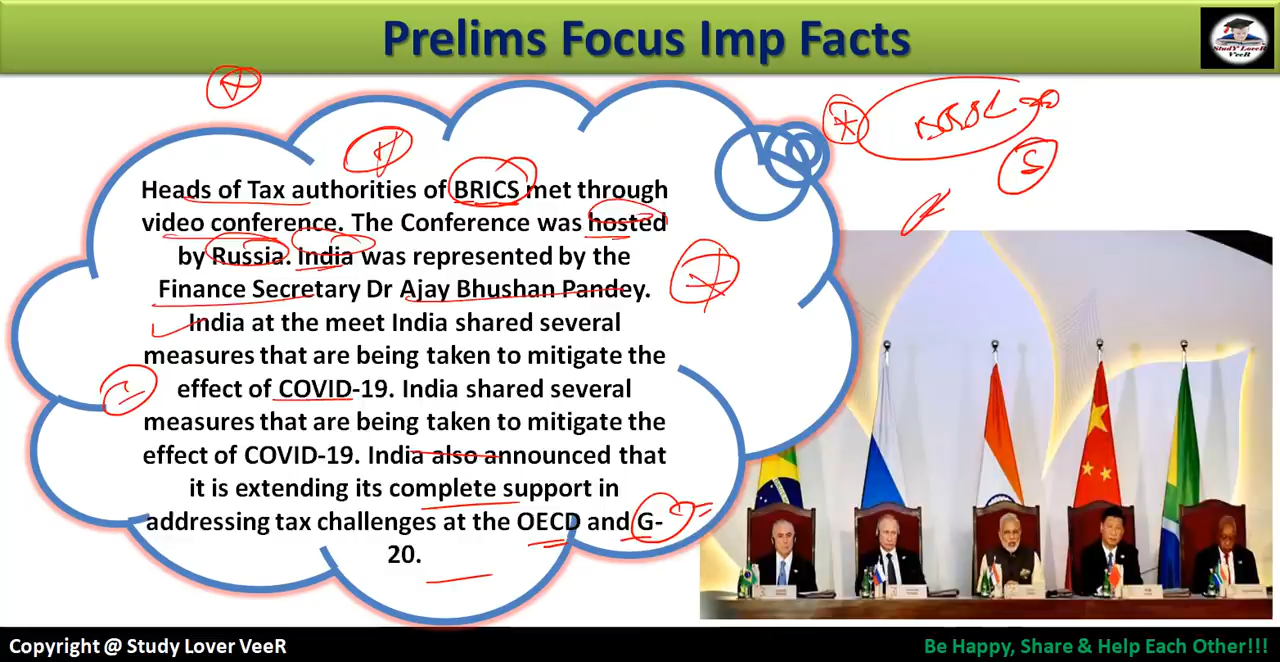 Prelims Focus Imp Facts
StudY LoveR
VeeR
Heads of Tax authorities of BRICS met through
video conference. The Conference was hosted
by Russia. India was represented by the
Finance Secretary Dr Ajay Bhushan Pandey.
India at the meet India shared several
measures that are being taken to mitigate the
effect of COVID-19. India shared several
measures that are being taken to mitigate the
effect of COVID-19. India also announced that
it is extending its complete support in
addressing tax challenges at the OECD and G-
20.
Copyright @ Study Lover VeeR
Be Happy, Share & Help Each Other!!!